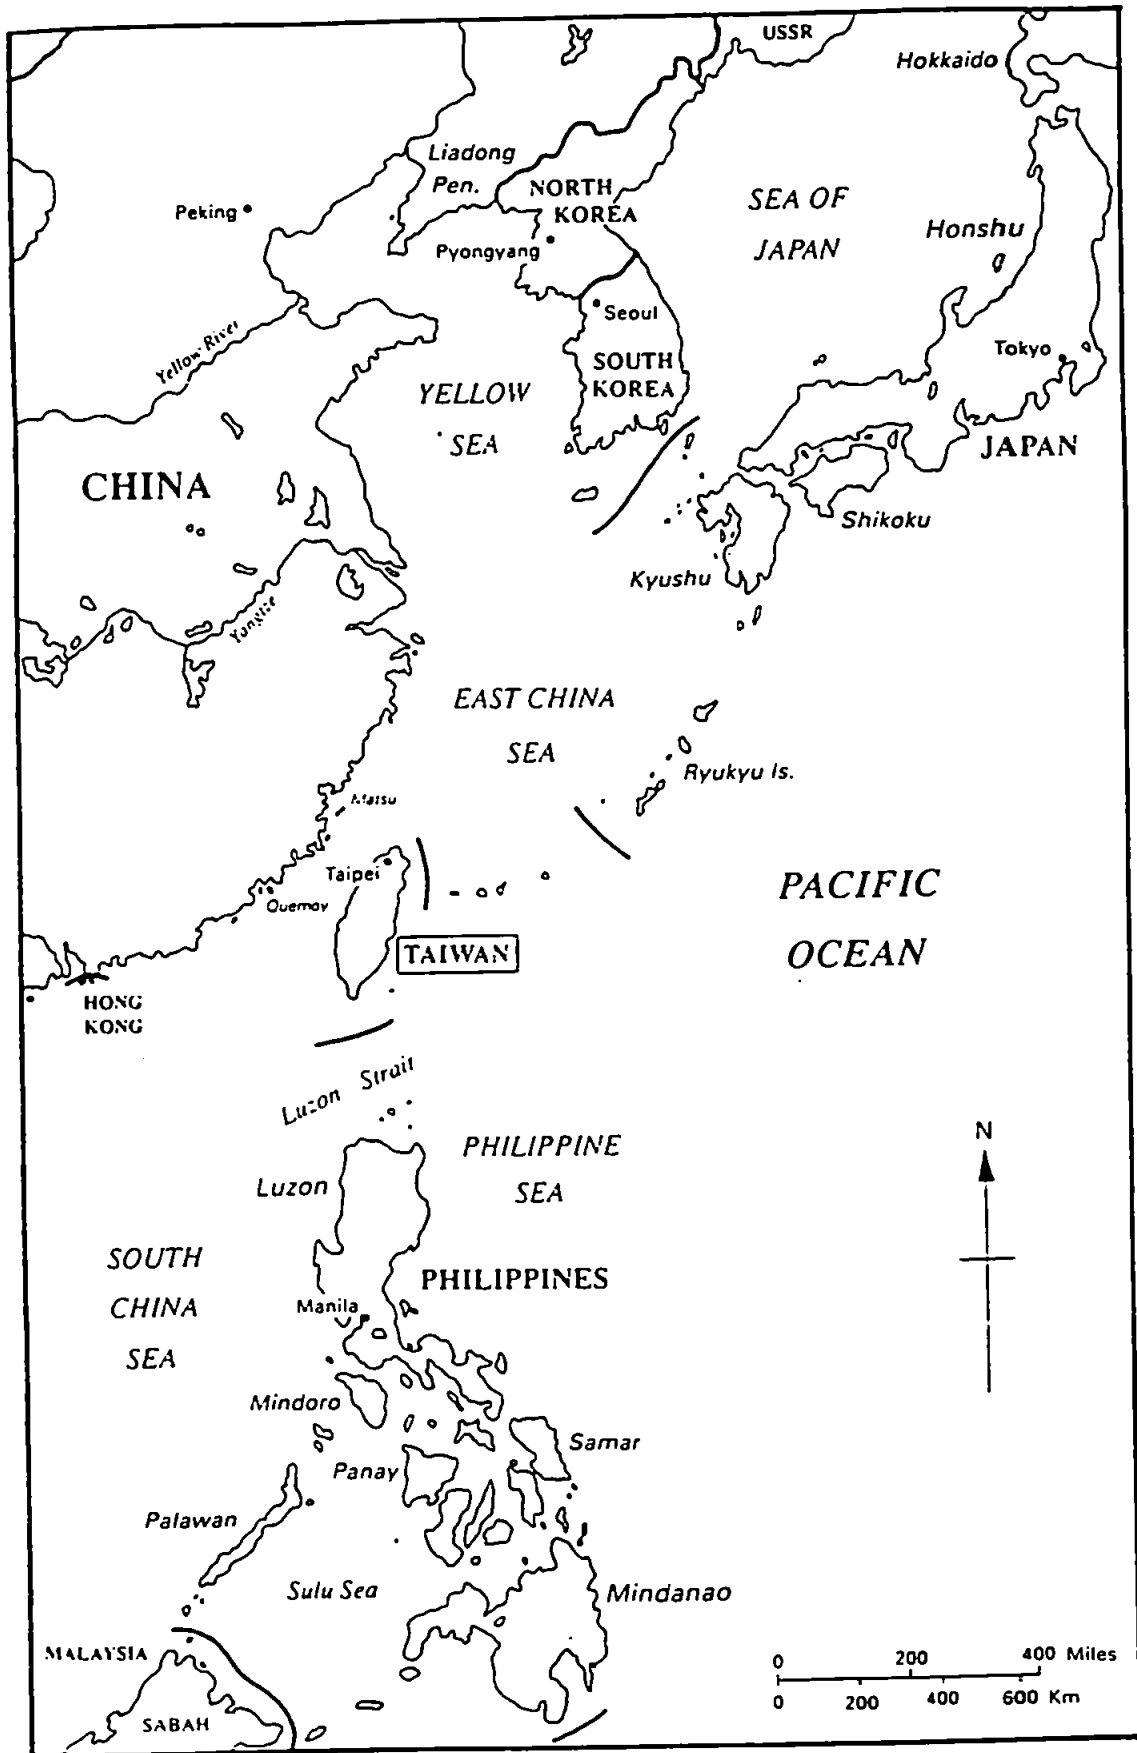 USSR
Hokkaido
Liadong
Pen.
NORTH
KOREA
Peking
SEA OF
JAPAN
Honshu
Pyongyang
Seoul
Yellow River
Tokyo
SOUTH
KOREA
YELLOW
SEA
JAPAN
CHINA
Shikoku
Kyushu
Yangtze
EAST CHINA
SEA
Ryukyu Is.
Matsu
Taipei
PACIFIC
OCEAN
Quemoy
TAIWAN
HONG
KONG
Luzon Strait
N
PHILIPPINE
SEA
Luzon
SOUTH
CHINA
SEA
PHILIPPINES
Manila
Mindoro
Samar
Panay
Palawan
Sulu Sea
Mindanao
MALAYSIA
SABAH
0 200 400 Miles
0 200 400 600 Km